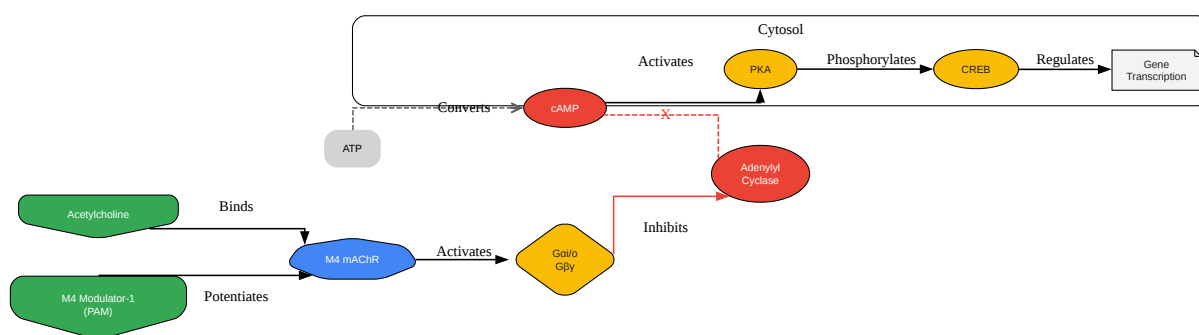 Cytosol
Activates
PKA
Phosphorylates
CREB
Regulates
Gene
Transcription
Converts
cAMP
X
ATP
Adenylyl
Cyclase
Acetylcholine
Binds
Inhibits
M4 mAChR
Activates
Gαi/o
Gβγ
M4 Modulator-1
(PAM)
Potentiates